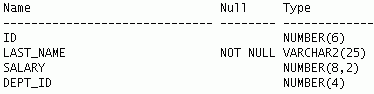 Name                            Null     Type
------------------------------- -------- ------------
ID                                       NUMBER(6)
LAST_NAME                       NOT NULL VARCHAR2(25)
SALARY                                   NUMBER(8,2)
DEPT_ID                                  NUMBER(4)